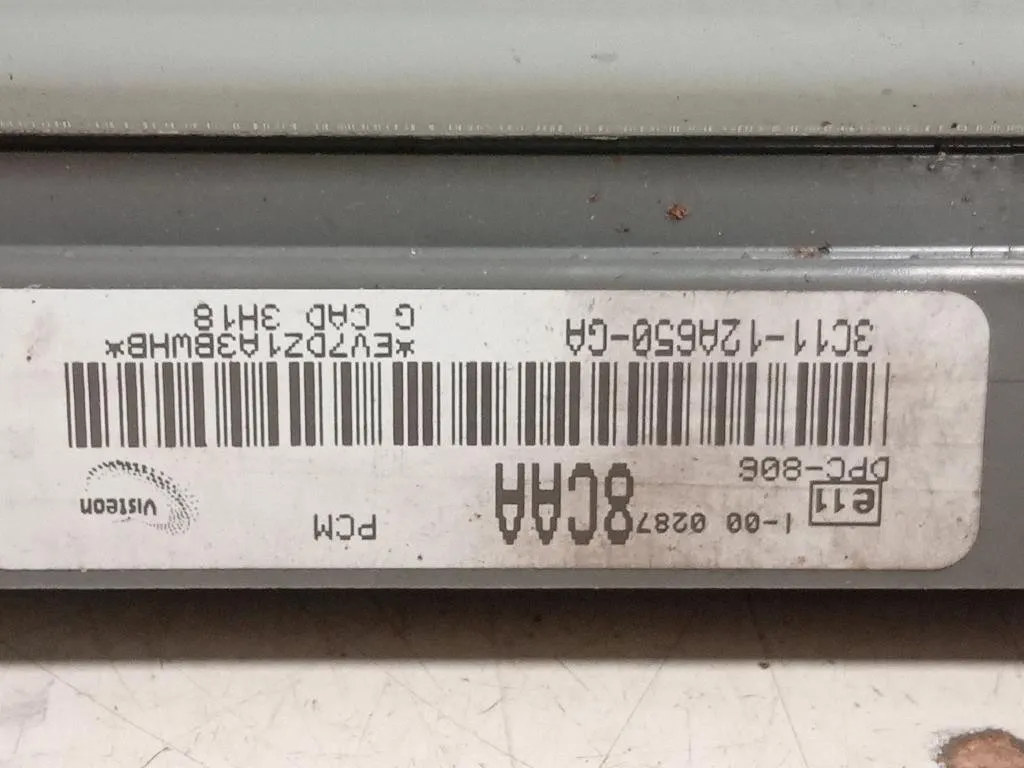 e11 1-00 0287
8CAA
PCM
Visteon
DPC-806
3C11-12A650-GA
*EV7DZ1A3BWHB*
G CAD 3H18